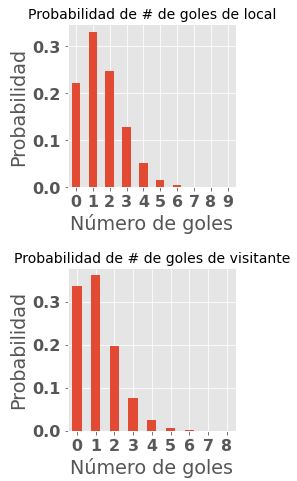 Probabilidad de # de goles de local
Probabilidad
0.3
0.2
0.1
0.0
0 1 2 3 4 5 6 7 8 9
Número de goles
Probabilidad de # de goles de visitante
Probabilidad
0.3
0.2
0.1
0.0
0 1 2 3 4 5 6 7 8
Número de goles